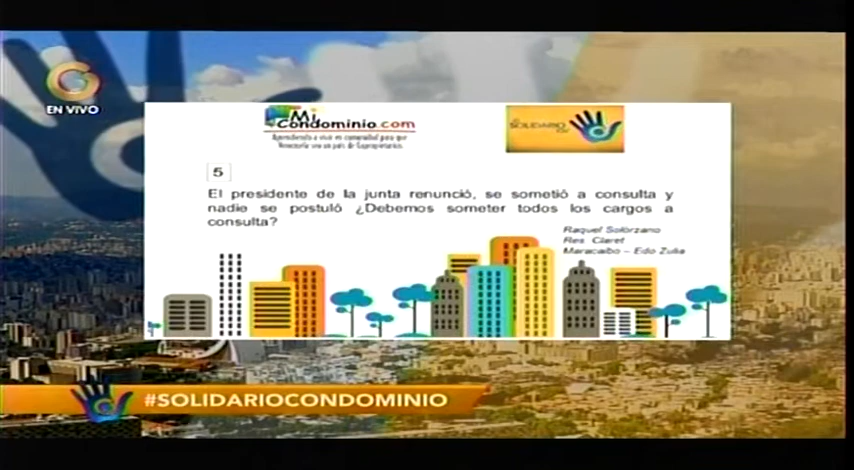 EN VIVO
Mi
Condominio.com
Aprendiendo a vivir en comunidad para que
Venezuela sea un país de Copropietarios.
SOLIDARIO
5
El presidente de la junta renunció, se sometió a consulta y
nadie se postuló ¿Debemos someter todos los cargos a
consulta?
Raquel Solórzano
Res. Claret
Maracaibo – Edo Zulia
#SOLIDARIOCONDOMINIO